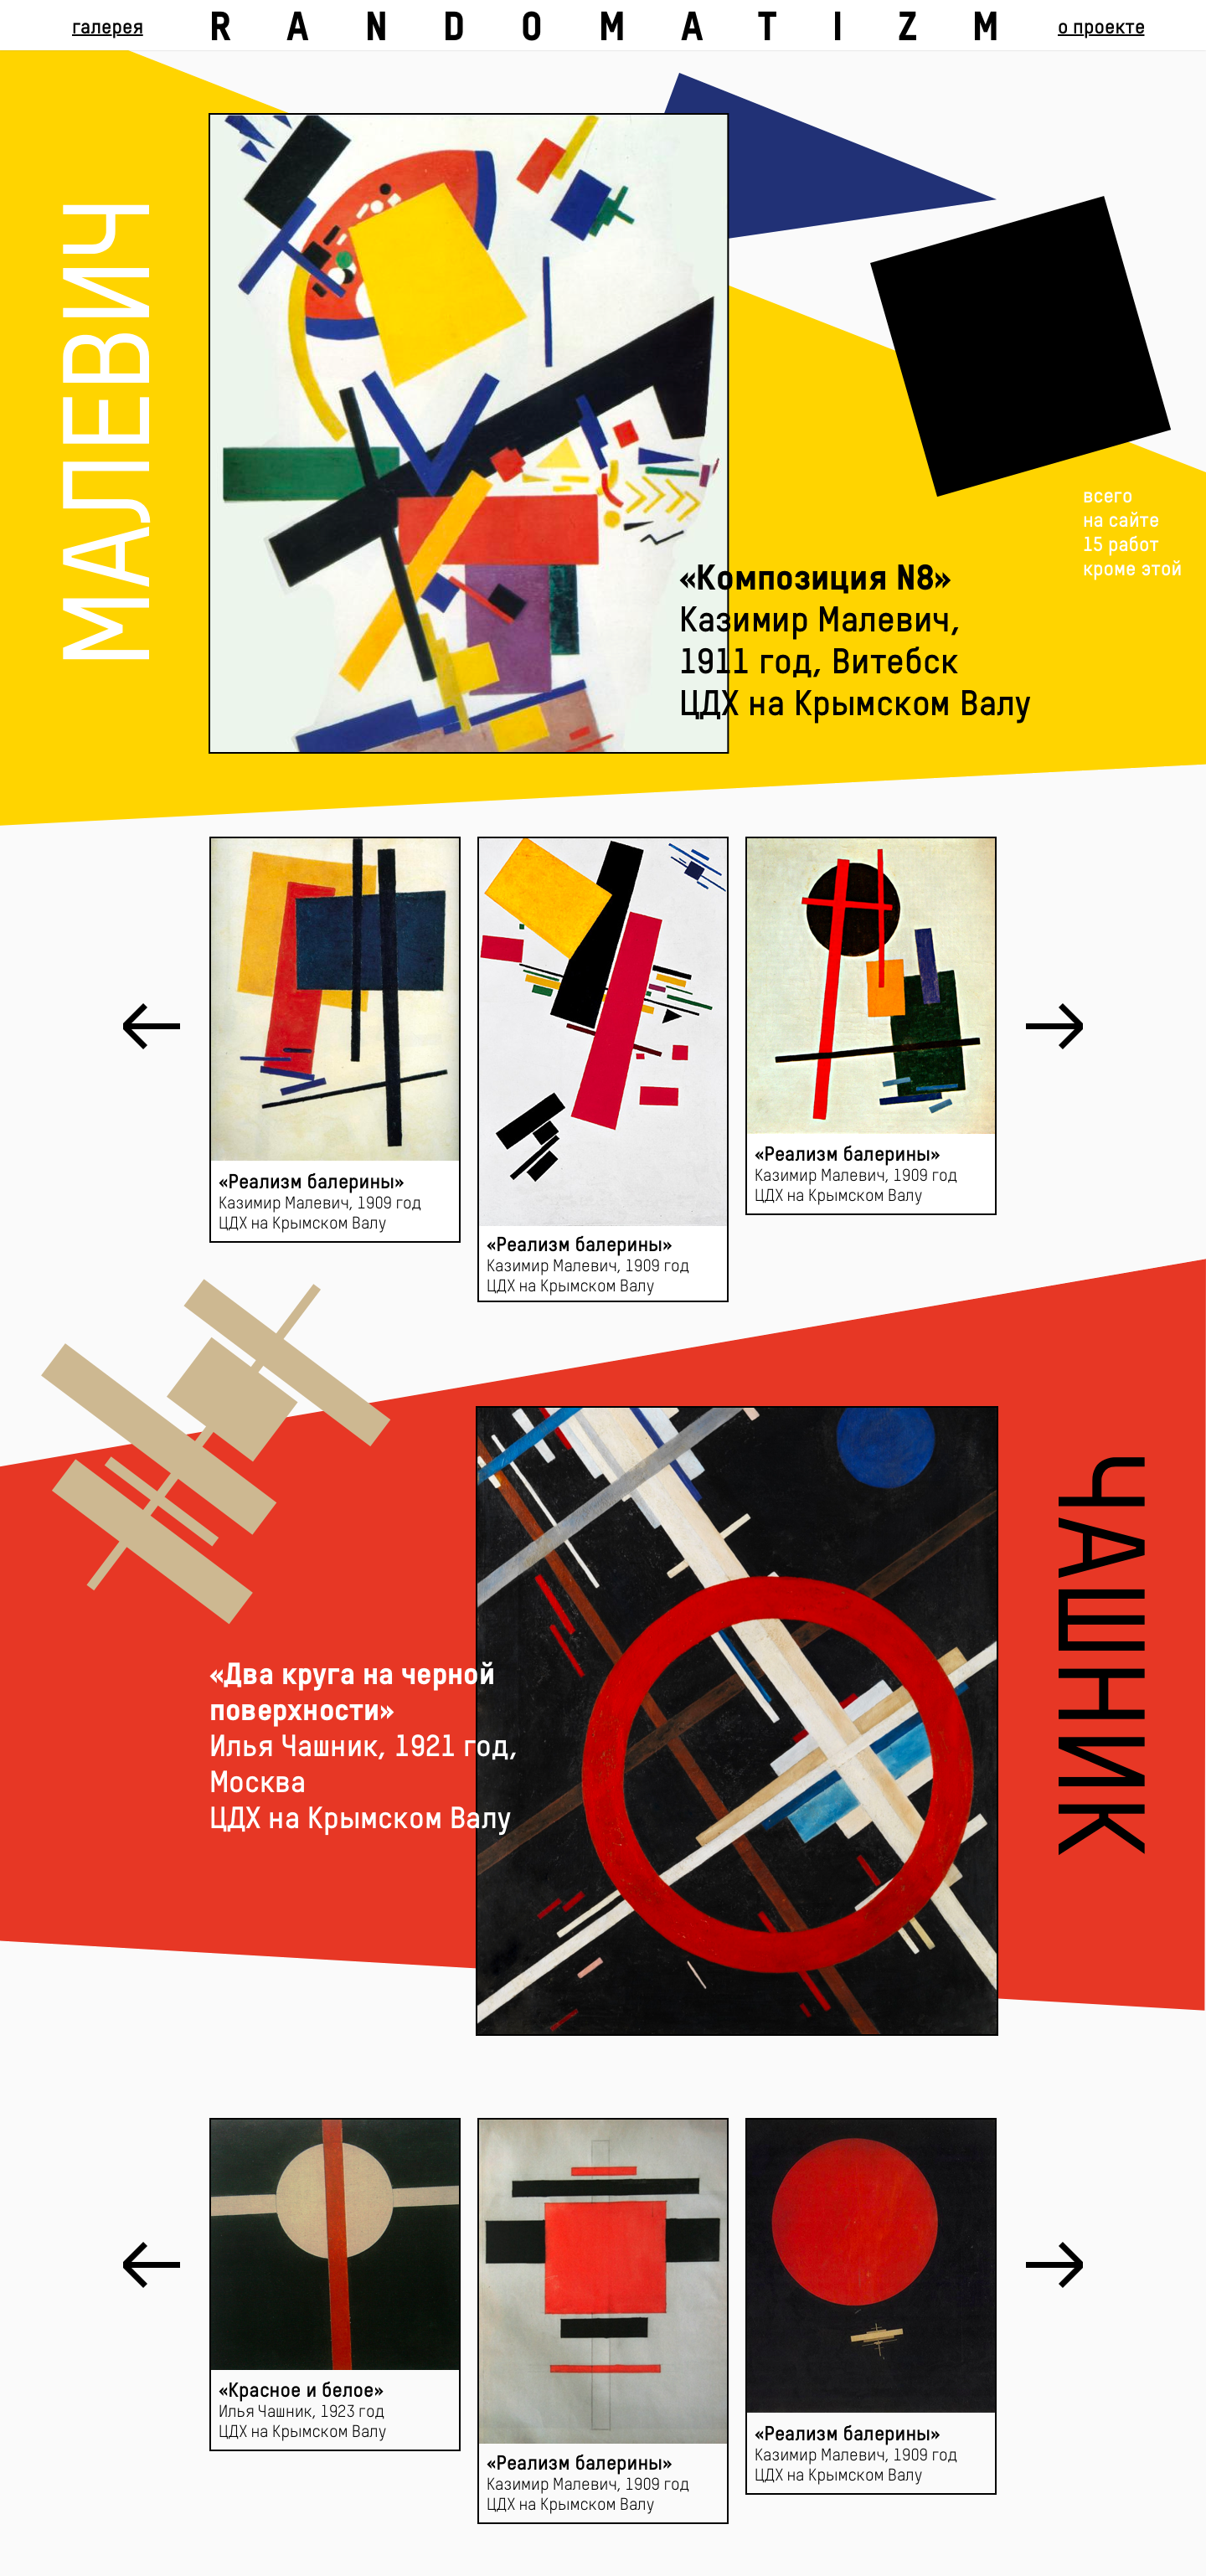 галерея
RANDOMATIZM
о проекте
МАЛЕВИЧ
всего
на сайте
15 работ
кроме этой
«Композиция N8»
Казимир Малевич,
1911 год, Витебск
ЦДХ на Крымском Валу
«Реализм балерины»
Казимир Малевич, 1909 год
ЦДХ на Крымском Валу
«Реализм балерины»
Казимир Малевич, 1909 год
ЦДХ на Крымском Валу
«Реализм балерины»
Казимир Малевич, 1909 год
ЦДХ на Крымском Валу
ЧАШНИК
«Два круга на черной
поверхности»
Илья Чашник, 1921 год,
Москва
ЦДХ на Крымском Валу
«Красное и белое»
Илья Чашник, 1923 год
ЦДХ на Крымском Валу
«Реализм балерины»
Казимир Малевич, 1909 год
ЦДХ на Крымском Валу
«Реализм балерины»
Казимир Малевич, 1909 год
ЦДХ на Крымском Валу